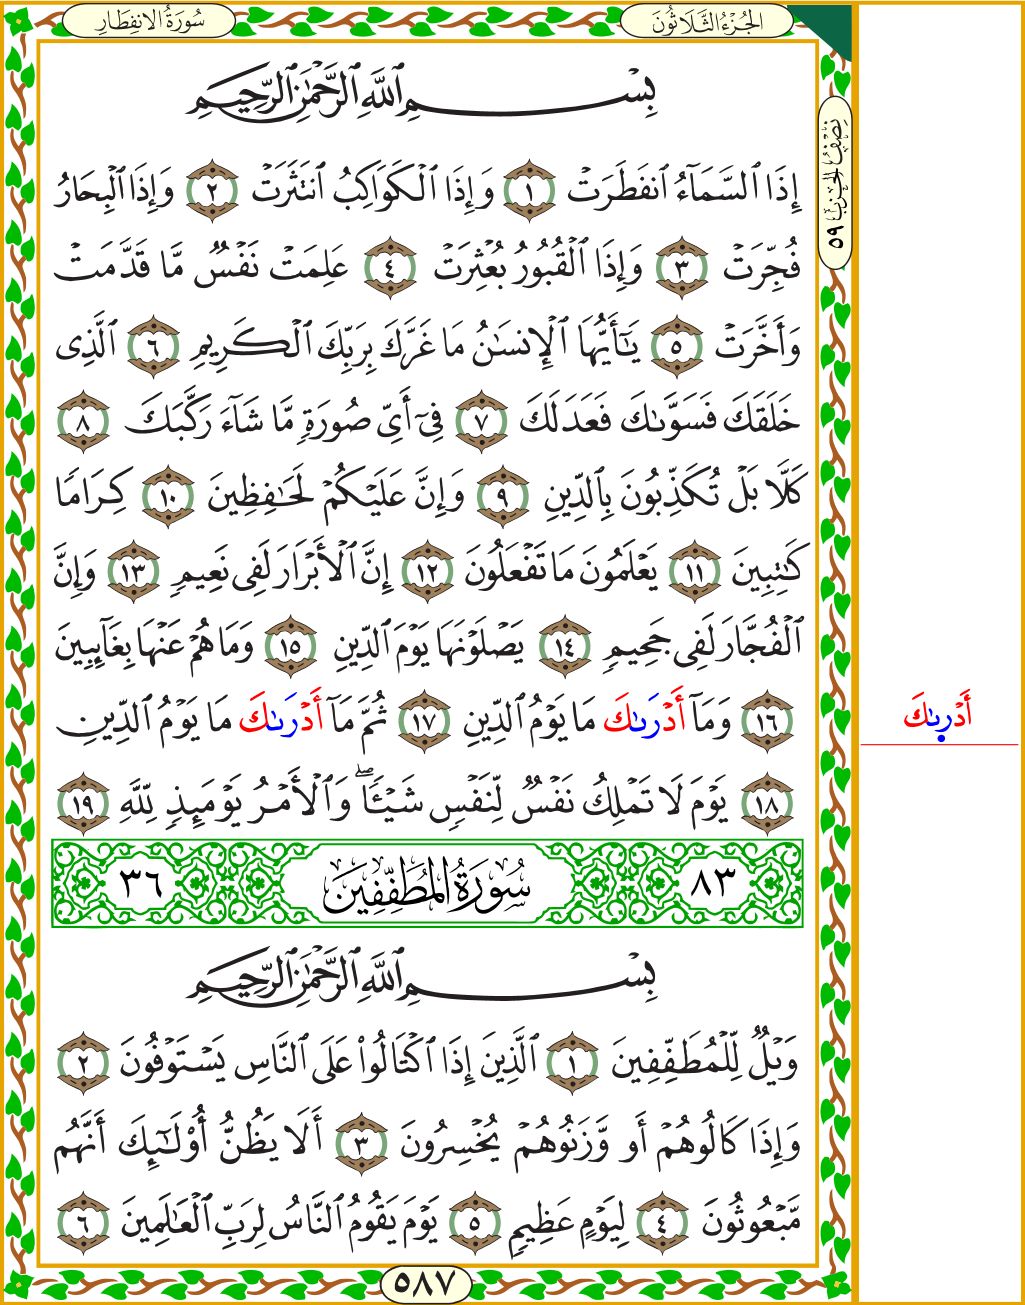 الجُزْءُ الثَّلَاثُونَ
سُورَةُ الانفِطَارِ
نِصْفُ الحِزْبِ ٥٩
بِسْمِ ٱللَّهِ ٱلرَّحْمَٰنِ ٱلرَّحِيمِ
إِذَا ٱلسَّمَآءُ ٱنفَطَرَتْ ١ وَإِذَا ٱلْكَوَاكِبُ ٱنتَثَرَتْ ٢ وَإِذَا ٱلْبِحَارُ
فُجِّرَتْ ٣ وَإِذَا ٱلْقُبُورُ بُعْثِرَتْ ٤ عَلِمَتْ نَفْسٌ مَّا قَدَّمَتْ
وَأَخَّرَتْ ٥ يَٰٓأَيُّهَا ٱلْإِنسَٰنُ مَا غَرَّكَ بِرَبِّكَ ٱلْكَرِيمِ ٦ ٱلَّذِى
خَلَقَكَ فَسَوَّىٰكَ فَعَدَلَكَ ٧ فِىٓ أَىِّ صُورَةٍ مَّا شَآءَ رَكَّبَكَ ٨
كَلَّا بَلْ تُكَذِّبُونَ بِٱلدِّينِ ٩ وَإِنَّ عَلَيْكُمْ لَحَٰفِظِينَ ١٠ كِرَامًا
كَٰتِبِينَ ١١ يَعْلَمُونَ مَا تَفْعَلُونَ ١٢ إِنَّ ٱلْأَبْرَارَ لَفِى نَعِيمٍ ١٣ وَإِنَّ
ٱلْفُجَّارَ لَفِى جَحِيمٍ ١٤ يَصْلَوْنَهَا يَوْمَ ٱلدِّينِ ١٥ وَمَا هُمْ عَنْهَا بِغَآئِبِينَ
١٦ وَمَآ أَدْرَىٰكَ مَا يَوْمُ ٱلدِّينِ ١٧ ثُمَّ مَآ أَدْرَىٰكَ مَا يَوْمُ ٱلدِّينِ
أَدْرَىٰكَ
١٨ يَوْمَ لَا تَمْلِكُ نَفْسٌ لِّنَفْسٍ شَيْـًٔا ۖ وَٱلْأَمْرُ يَوْمَئِذٍ لِّلَّهِ ١٩
٨٣ سُورَةُ المُطَفِّفِينَ ٣٦
بِسْمِ ٱللَّهِ ٱلرَّحْمَٰنِ ٱلرَّحِيمِ
وَيْلٌ لِّلْمُطَفِّفِينَ ١ ٱلَّذِينَ إِذَا ٱكْتَالُوا۟ عَلَى ٱلنَّاسِ يَسْتَوْفُونَ ٢
وَإِذَا كَالُوهُمْ أَو وَّزَنُوهُمْ يُخْسِرُونَ ٣ أَلَا يَظُنُّ أُو۟لَٰٓئِكَ أَنَّهُم
مَّبْعُوثُونَ ٤ لِيَوْمٍ عَظِيمٍ ٥ يَوْمَ يَقُومُ ٱلنَّاسُ لِرَبِّ ٱلْعَٰلَمِينَ ٦
٥٨٧